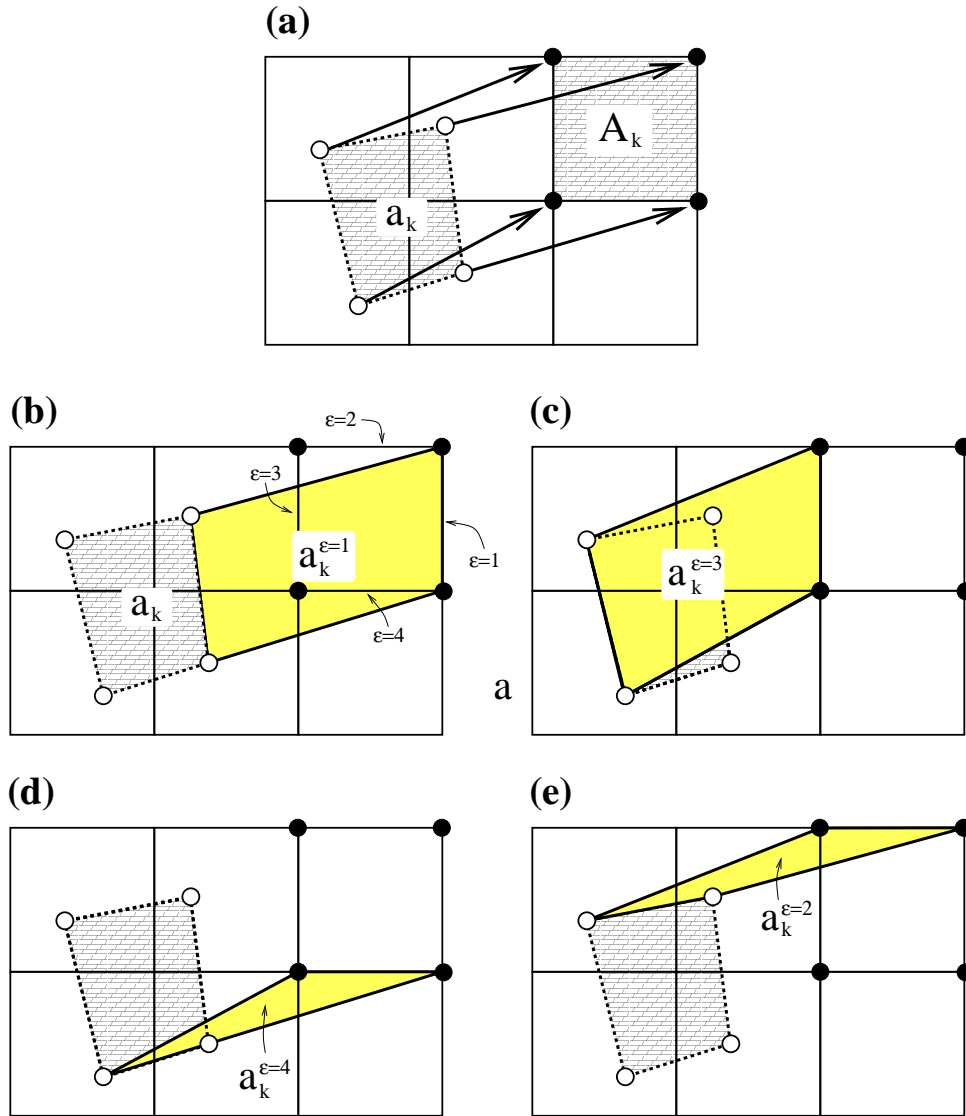 (a)
A_k
a_k
(b)
ε=2
ε=3
a_k^{ε=1}
ε=1
a_k
ε=4
(c)
a_k^{ε=3}
a
(d)
a_k^{ε=4}
(e)
a_k^{ε=2}